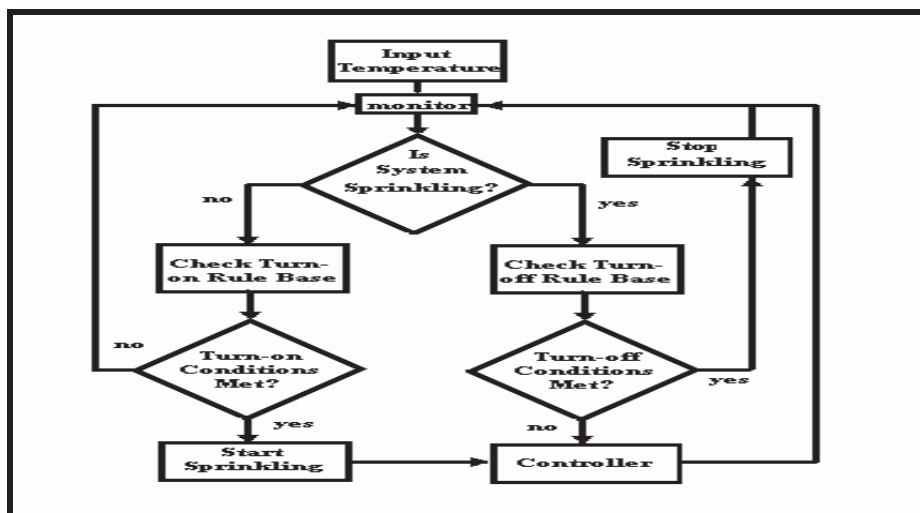 Input
Temperature
monitor
Is
System
Sprinkling?
no
yes
Stop
Sprinkling
Check Turn-
on Rule Base
Check Turn-
off Rule Base
no
Turn-on
Conditions
Met?
yes
Turn-off
Conditions
Met?
yes
no
Start
Sprinkling
Controller